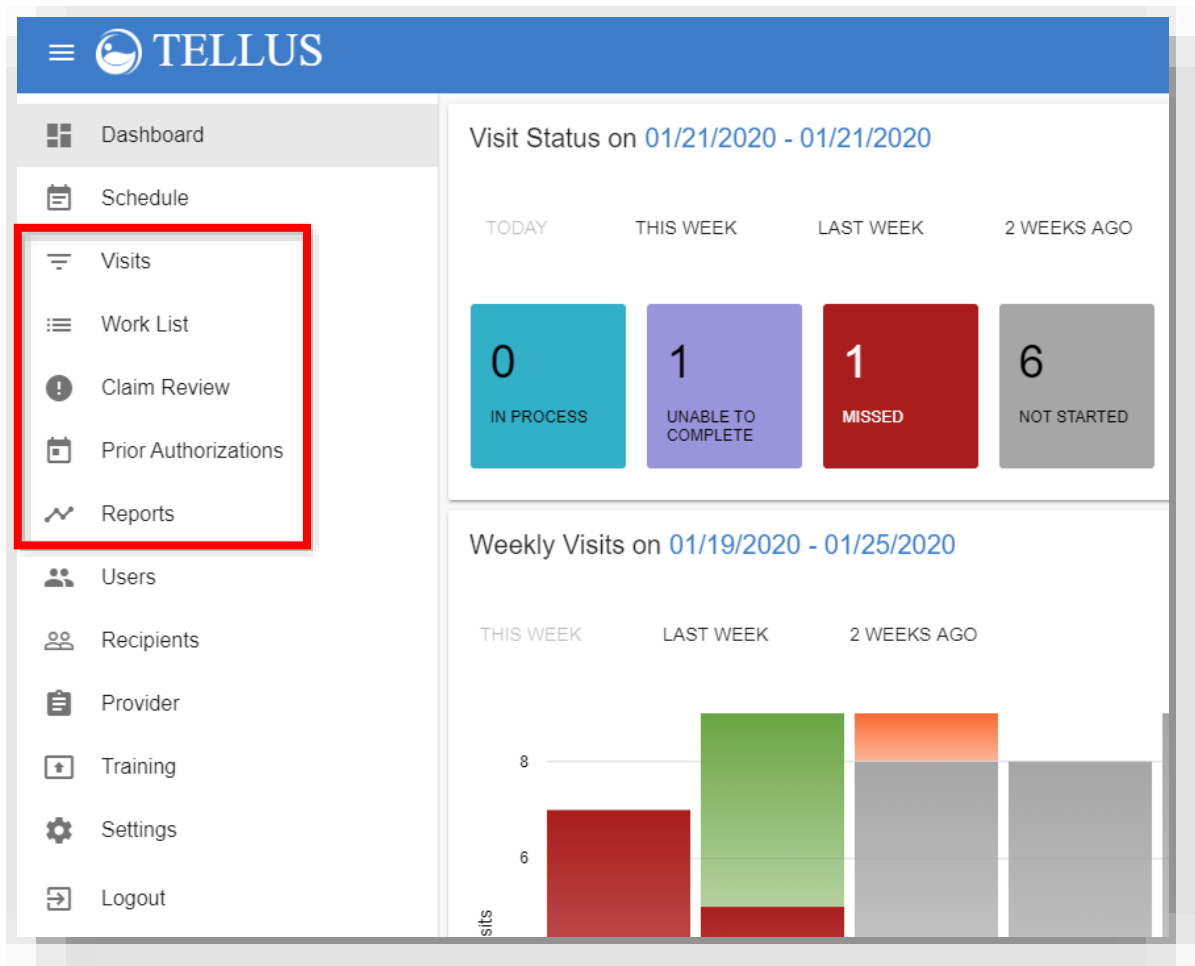 TELLUS
Dashboard
Schedule
Visits
Work List
Claim Review
Prior Authorizations
Reports
Users
Recipients
Provider
Training
Settings
Logout
Visit Status on 01/21/2020 - 01/21/2020
TODAY THIS WEEK LAST WEEK 2 WEEKS AGO
0
IN PROCESS
1
UNABLE TO
COMPLETE
1
MISSED
6
NOT STARTED
Weekly Visits on 01/19/2020 - 01/25/2020
THIS WEEK LAST WEEK 2 WEEKS AGO
8
6
sits